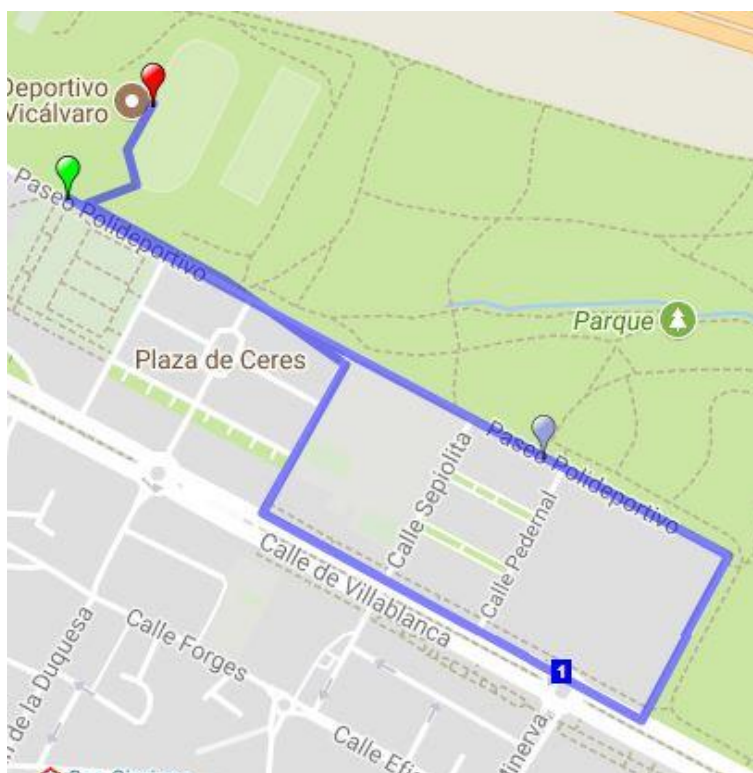 Deportivo
Vicálvaro
Paseo Polideportivo
Parque
Plaza de Ceres
Paseo Polideportivo
Calle Sepiolita
Calle Pedernal
Calle de Villablanca
Calle Forges
de la Duquesa
1
Minerva
Calle